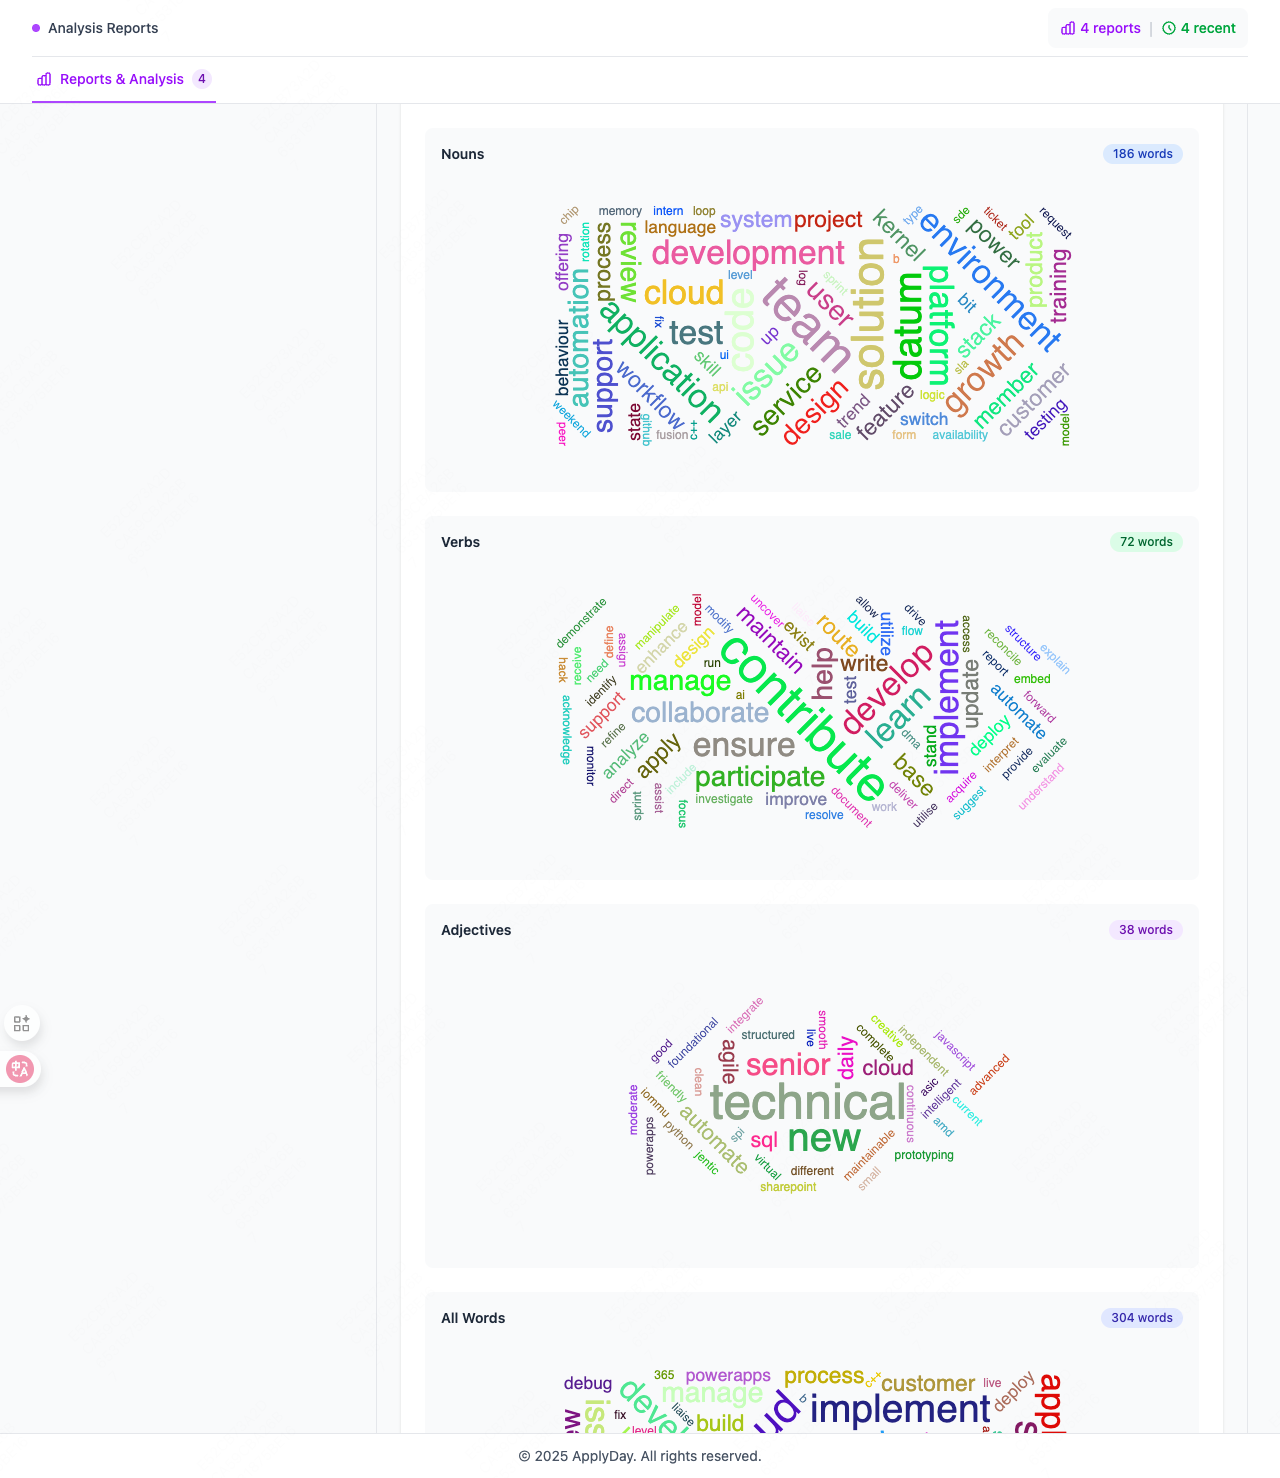 Analysis Reports
4 reports
4 recent
Reports & Analysis 4
Nouns
186 words
chip
memory
intern
loop
system
project
kernel
type
environment
sde
power
ticket
tool
request
offering
rotation
process
review
language
development
level
log
sprint
solution
b
datum
platform
bit
product
training
automation
cloud
code
team
user
fix
test
ui
up
behaviour
support
application
workflow
skill
api
issue
service
design
trend
feature
logic
sla
stack
growth
member
customer
weekend
peer
state
github
fusion
c++
layer
sale
switch
form
availability
testing
model
Verbs
72 words
demonstrate
define
assign
manipulate
enhance
model
modify
design
uncover
maintain
exist
route
build
allow
utilize
drive
flow
access
reconcile
structure
explain
hack
receive
need
identify
run
manage
ai
contribute
help
write
test
develop
learn
implement
update
report
embed
automate
forward
acknowledge
support
refine
collaborate
ensure
dma
stand
deploy
interpret
provide
evaluate
understand
monitor
analyze
apply
include
participate
base
deliver
acquire
suggest
direct
sprint
assist
focus
investigate
improve
resolve
document
work
utilise
Adjectives
38 words
good
foundational
integrate
structured
live
smooth
creative
complete
independent
javascript
advanced
agile
senior
daily
cloud
asic
intelligent
current
moderate
friendly
clean
iommu
technical
continuous
amd
powerapps
python
automate
jentic
spi
sql
new
virtual
different
sharepoint
maintainable
small
prototyping
All Words
304 words
debug
365
powerapps
process
c++
customer
live
deploy
manage
liaise
fix
level
build
b
implement
© 2025 ApplyDay. All rights reserved.